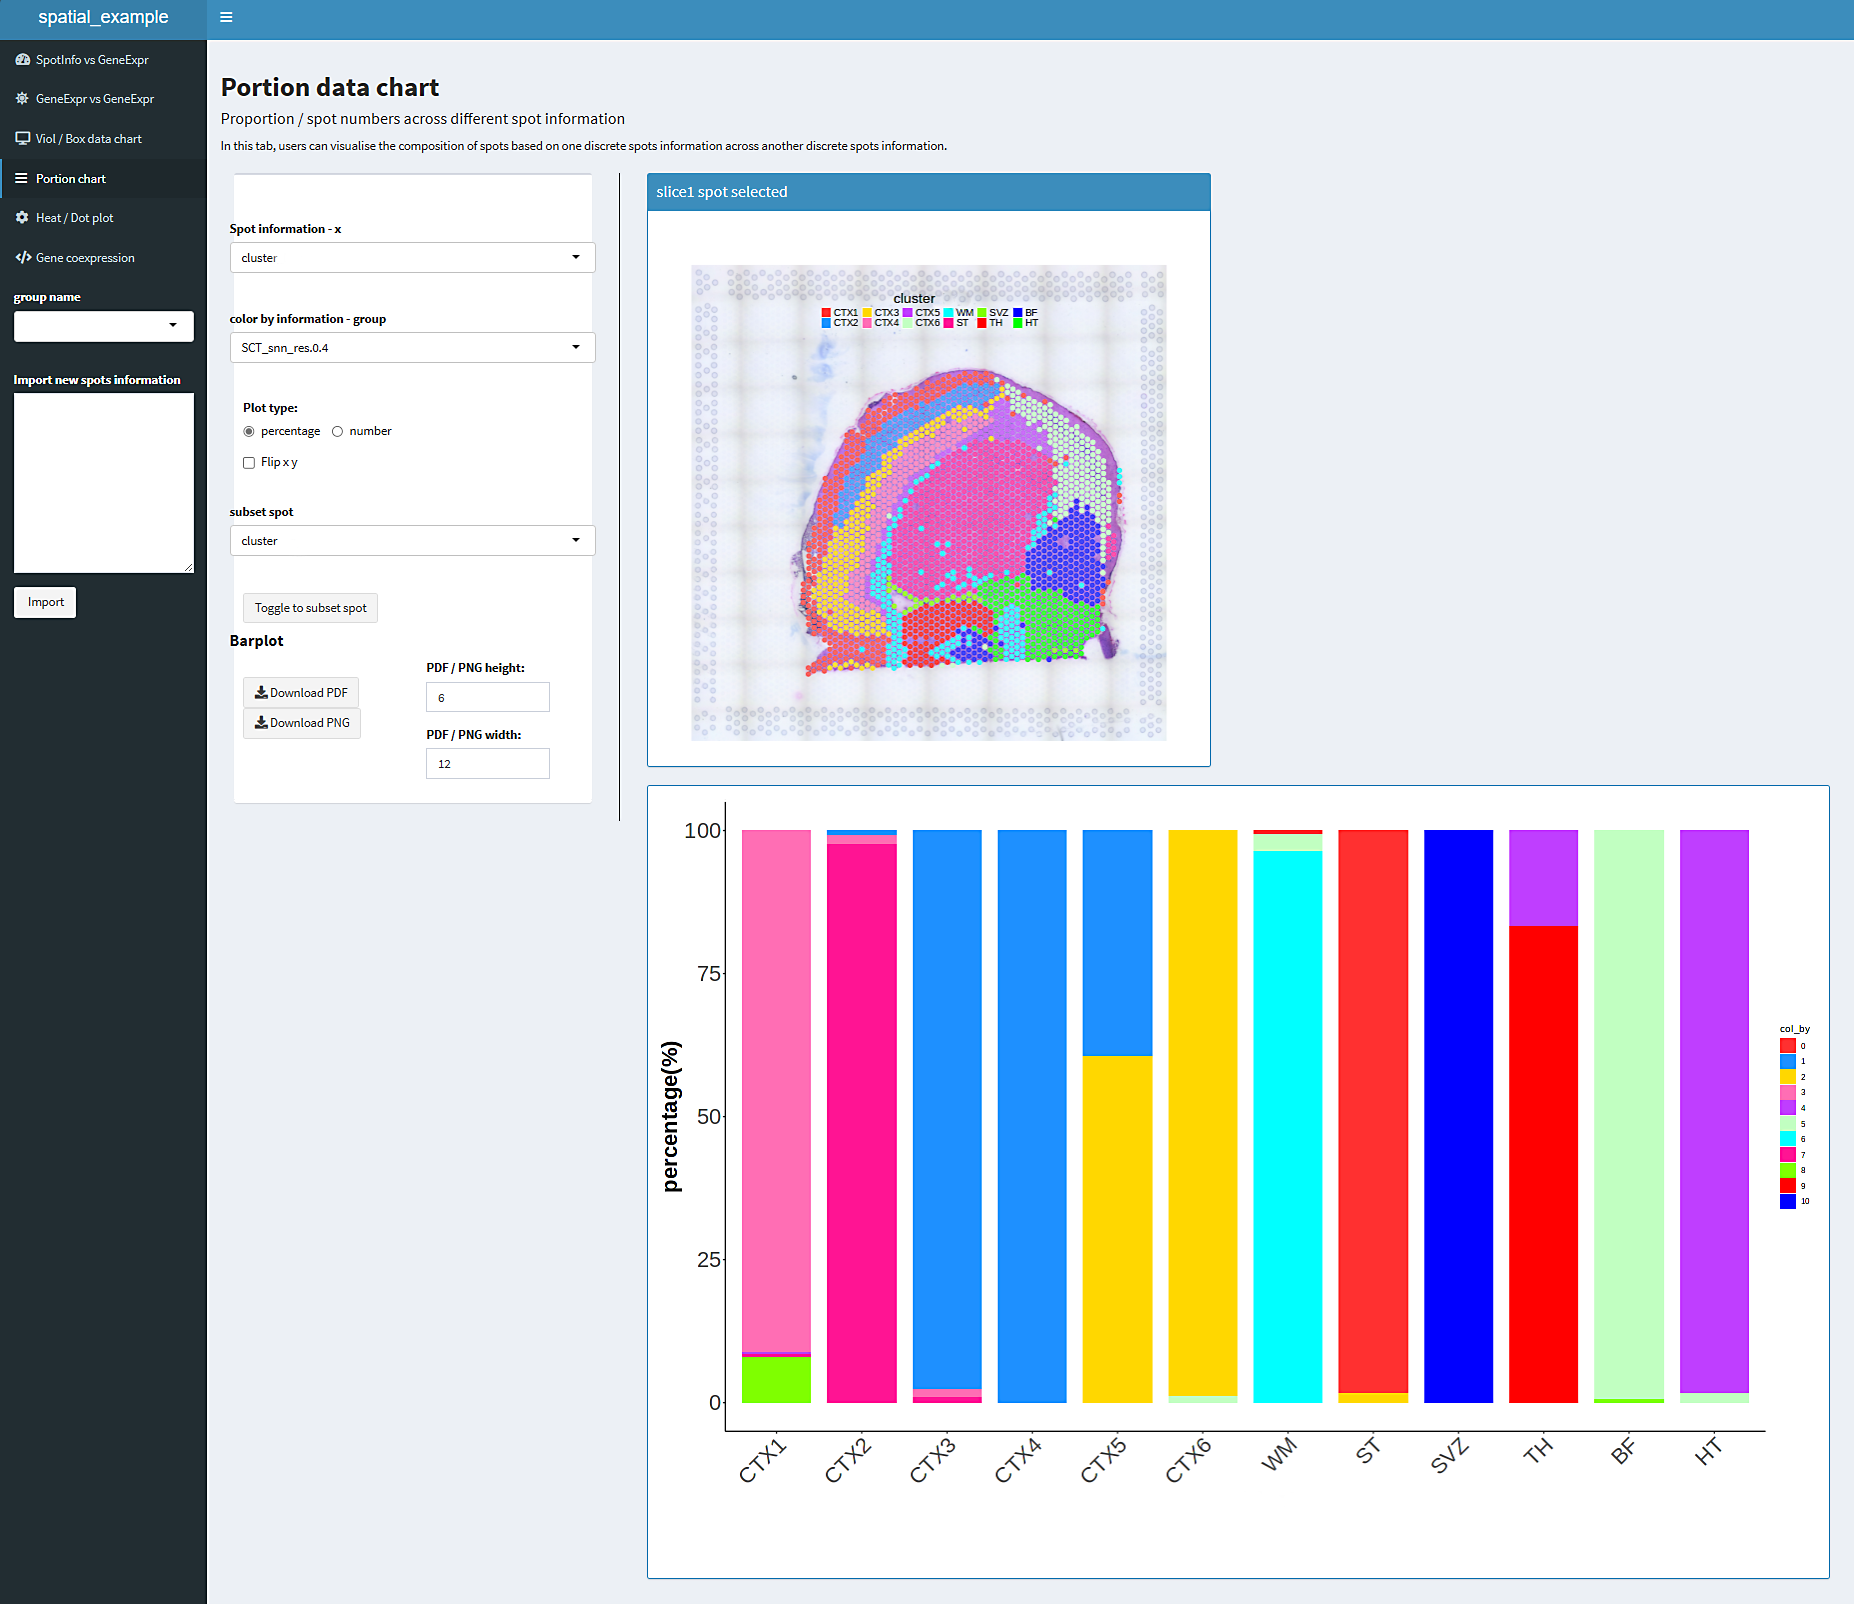 spatial_example
SpotInfo vs GeneExpr
GeneExpr vs GeneExpr
Viol / Box data chart
Portion chart
Heat / Dot plot
Gene coexpression
group name
Import new spots information
Import
Portion data chart
Proportion / spot numbers across different spot information
In this tab, users can visualise the composition of spots based on one discrete spots information across another discrete spots information.
Spot information - x
cluster
color by information - group
SCT_snn_res.0.4
Plot type:
percentage number
Flip x y
subset spot
cluster
Toggle to subset spot
Barplot
Download PDF
Download PNG
PDF / PNG height:
6
PDF / PNG width:
12
slice1 spot selected
cluster
CTX1 CTX3 CTX5 WM SVZ BF
CTX2 CTX4 CTX6 ST TH HT
percentage(%)
100
75
50
25
0
CTX1 CTX2 CTX3 CTX4 CTX5 CTX6 WM ST SVZ TH BF HT
col_by
0
1
2
3
4
5
6
7
8
9
10